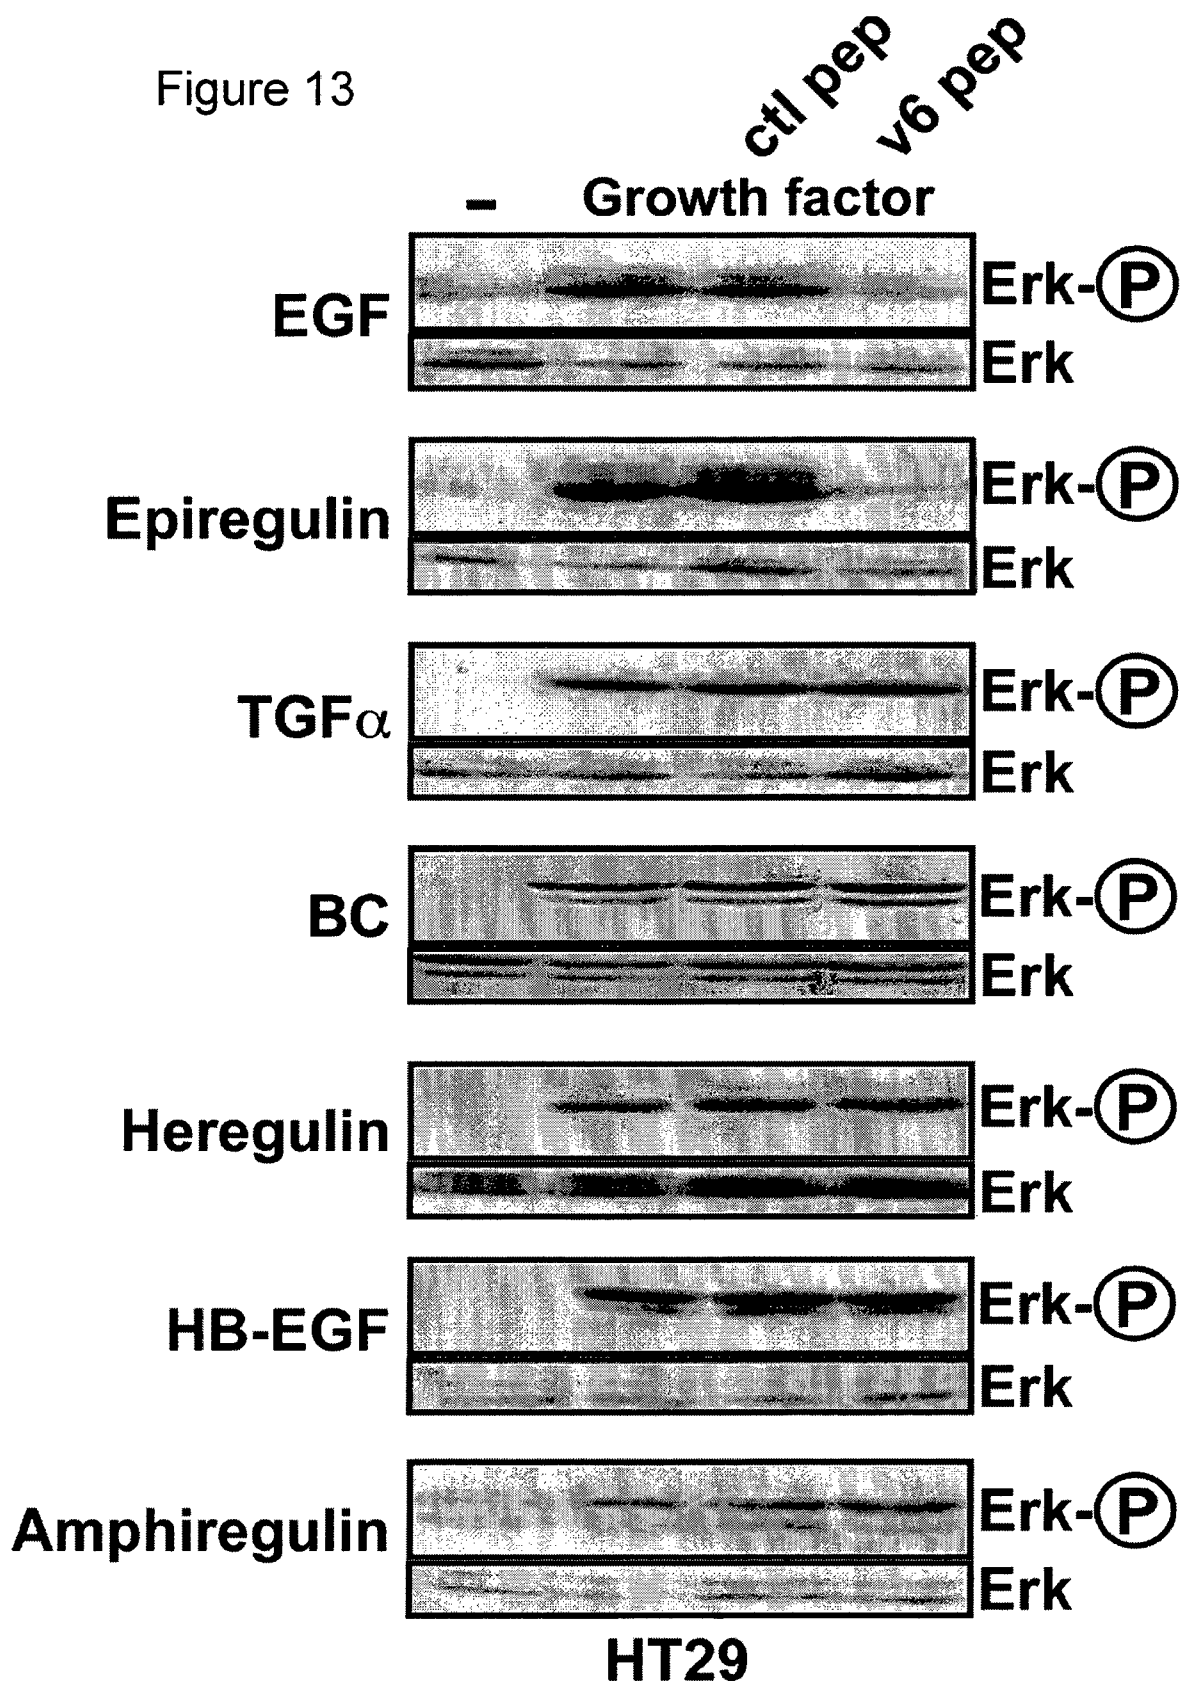 Figure 13
ctl pep
v6 pep
- Growth factor
EGF
Erk-P
Erk
Epiregulin
Erk-P
Erk
TGFα
Erk-P
Erk
BC
Erk-P
Erk
Heregulin
Erk-P
Erk
HB-EGF
Erk-P
Erk
Amphiregulin
Erk-P
Erk
HT29